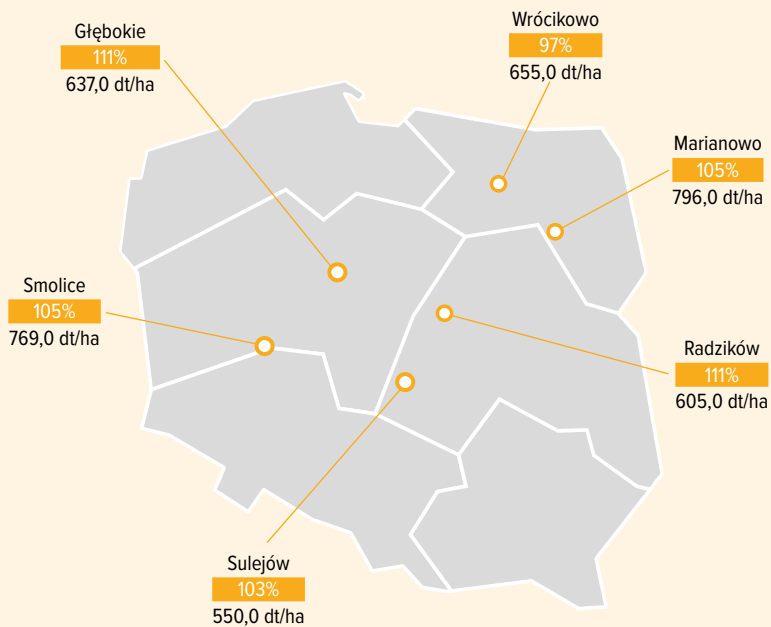 Głębokie
111%
637,0 dt/ha
Wrócikowo
97%
655,0 dt/ha
Marianowo
105%
796,0 dt/ha
Smolice
105%
769,0 dt/ha
Radzików
111%
605,0 dt/ha
Sulejów
103%
550,0 dt/ha